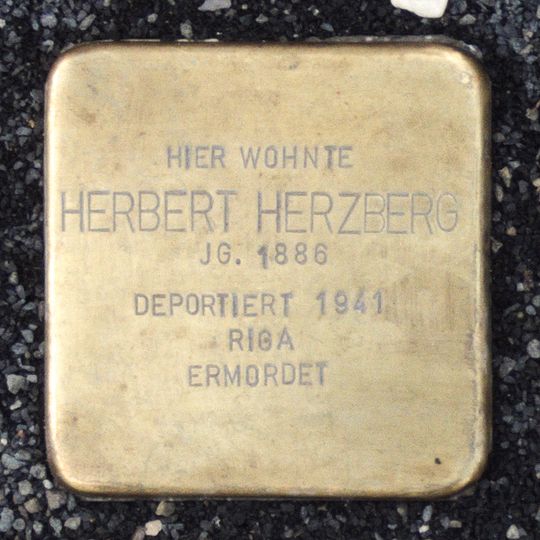 HIER WOHNTE
HERBERT HERZBERG
JG. 1886
DEPORTIERT 1941
RIGA
ERMORDET